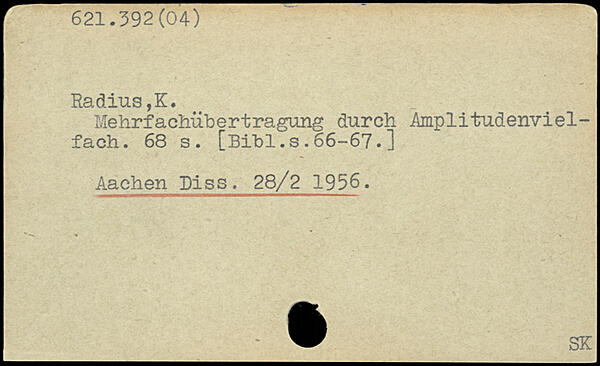 621.392(04)
Radius,K.
Mehrfachübertragung durch Amplitudenviel-
fach. 68 s. [Bibl.s.66-67.]
Aachen Diss. 28/2 1956.
SK